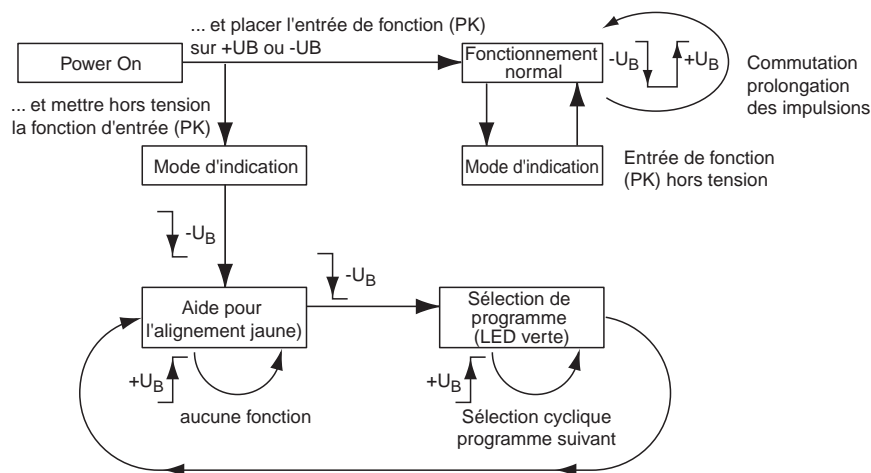 ... et placer l'entrée de fonction (PK)
sur +UB ou -UB
Power On
Fonctionnement
normal
-UB
+UB
Commutation
prolongation
des impulsions
... et mettre hors tension
la fonction d'entrée (PK)
Mode d'indication
Mode d'indication
Entrée de fonction
(PK) hors tension
-UB
-UB
Aide pour
l'alignement jaune)
Sélection de
programme
(LED verte)
+UB
+UB
aucune fonction
Sélection cyclique
programme suivant